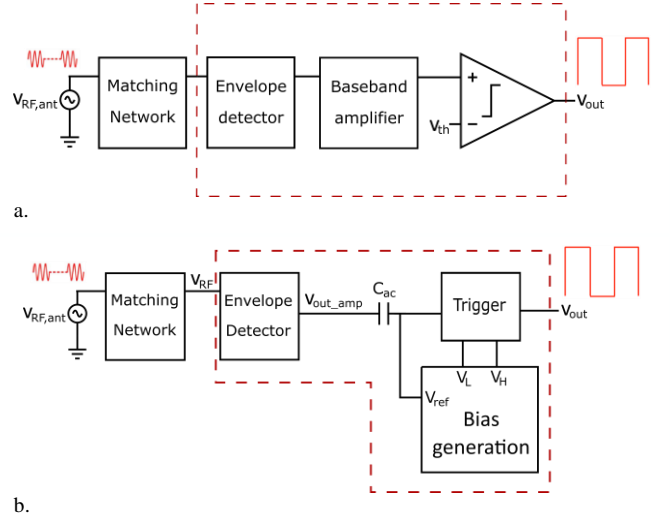 V_RF,ant
Matching
Network
Envelope
detector
Baseband
amplifier
+
−
V_th
V_out
a.
V_RF,ant
Matching
Network
V_RF
Envelope
Detector
V_out_amp
C_ac
Trigger
V_out
V_L
V_H
V_ref
Bias
generation
b.